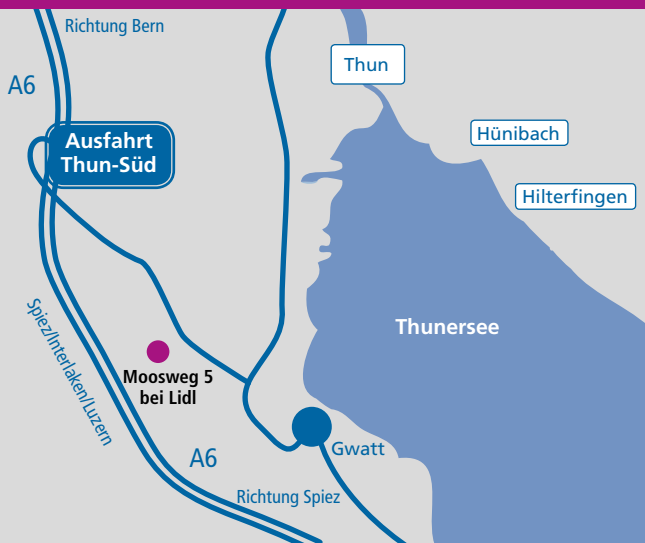 Richtung Bern
A6
Thun
Ausfahrt
Thun-Süd
Hünibach
Hilterfingen
Spiez/Interlaken/Luzern
Thunersee
Moosweg 5
bei Lidl
Gwatt
A6
Richtung Spiez